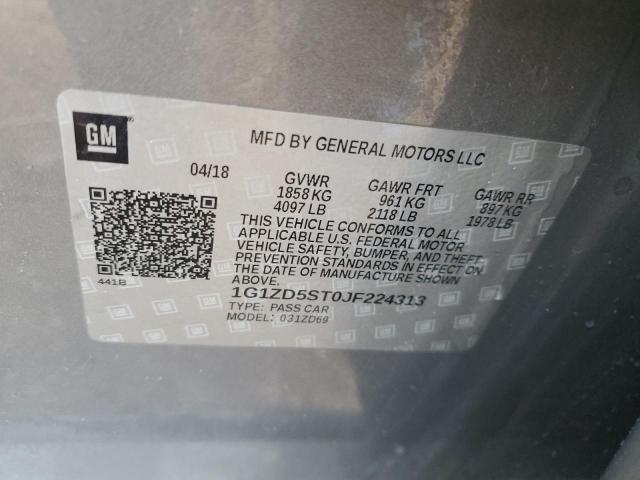 GM
MFD BY GENERAL MOTORS LLC
04/18
GVWR
1858 KG
4097 LB
GAWR FRT
961 KG
2118 LB
GAWR RR
897 KG
1978 LB
THIS VEHICLE CONFORMS TO ALL
APPLICABLE U.S. FEDERAL MOTOR
VEHICLE SAFETY, BUMPER, AND THEFT
PREVENTION STANDARDS IN EFFECT ON
THE DATE OF MANUFACTURE SHOWN
ABOVE.
441B
1G1ZD5ST0JF224313
TYPE: PASS CAR
MODEL: 031ZD69